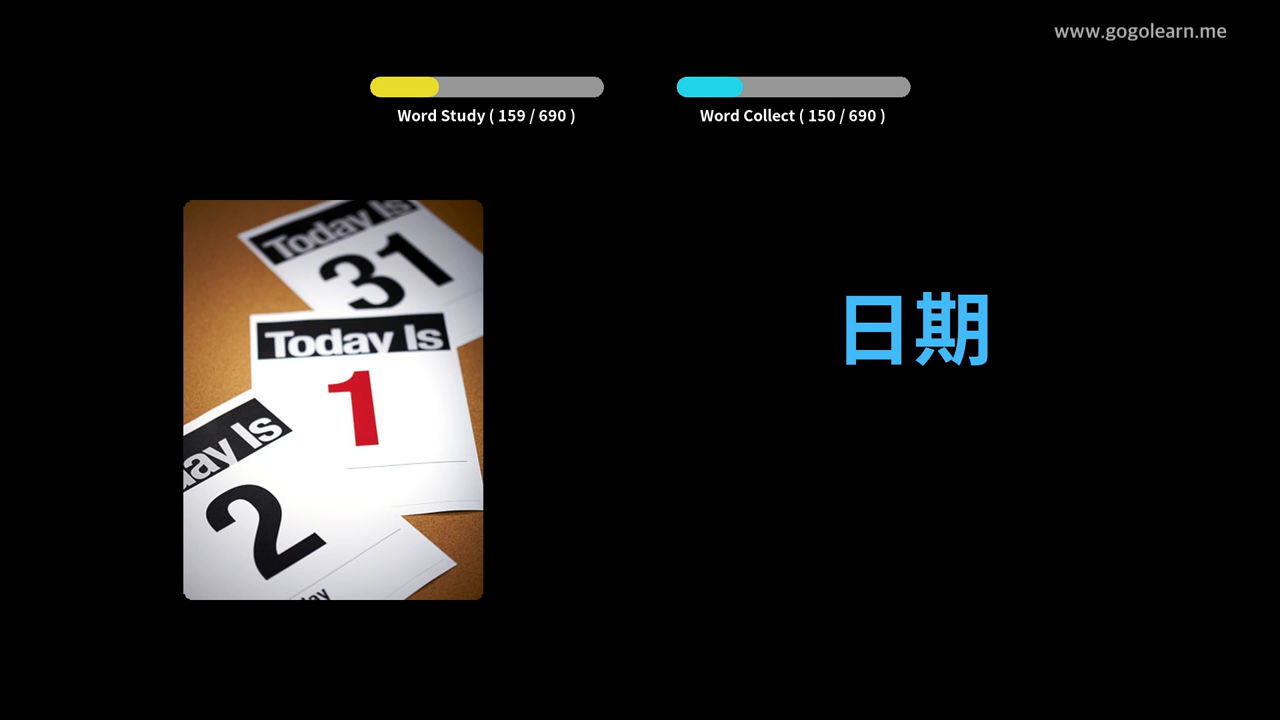 www.gogolearn.me
Word Study ( 159 / 690 )
Word Collect ( 150 / 690 )
Today Is
31
Today Is
1
ay Is
2
日期